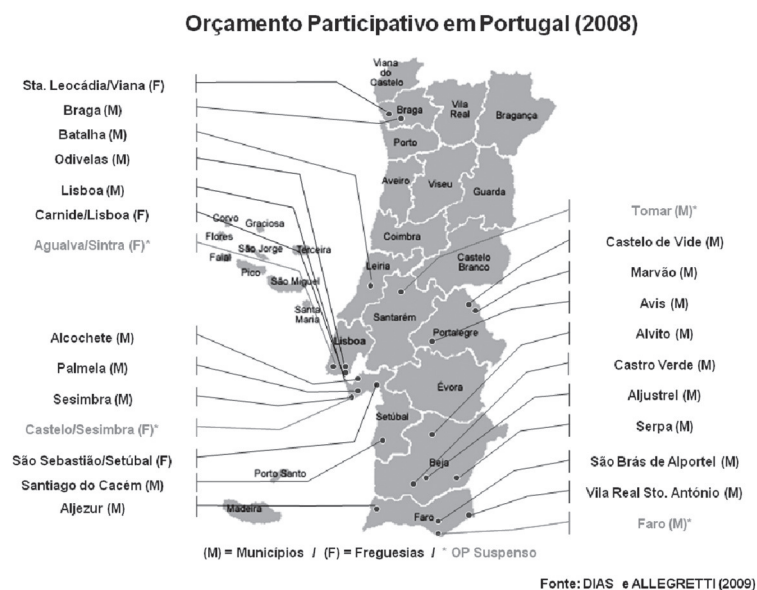 Orçamento Participativo em Portugal (2008)
Sta. Leocádia/Viana (F)
Braga (M)
Batalha (M)
Odivelas (M)
Lisboa (M)
Carnide/Lisboa (F)
Agualva/Sintra (F)*
Alcochete (M)
Palmela (M)
Sesimbra (M)
Castelo/Sesimbra (F)*
São Sebastião/Setúbal (F)
Santiago do Cacém (M)
Aljezur (M)
Corvo
Graciosa
Flores
São Jorge
Terceira
Faial
Pico
São Miguel
Santa
Maria
Porto Santo
Madeira
Viana
do
Castelo
Braga
Vila
Real
Bragança
Porto
Aveiro
Viseu
Guarda
Coimbra
Castelo
Branco
Leiria
Santarém
Lisboa
Portalegre
Évora
Setúbal
Beja
Faro
Tomar (M)*
Castelo de Vide (M)
Marvão (M)
Avis (M)
Alvito (M)
Castro Verde (M)
Aljustrel (M)
Serpa (M)
São Brás de Alportel (M)
Vila Real Sto. António (M)
Faro (M)*
(M) = Municípios / (F) = Freguesias / * OP Suspenso
Fonte: DIAS e ALLEGRETTI (2009)